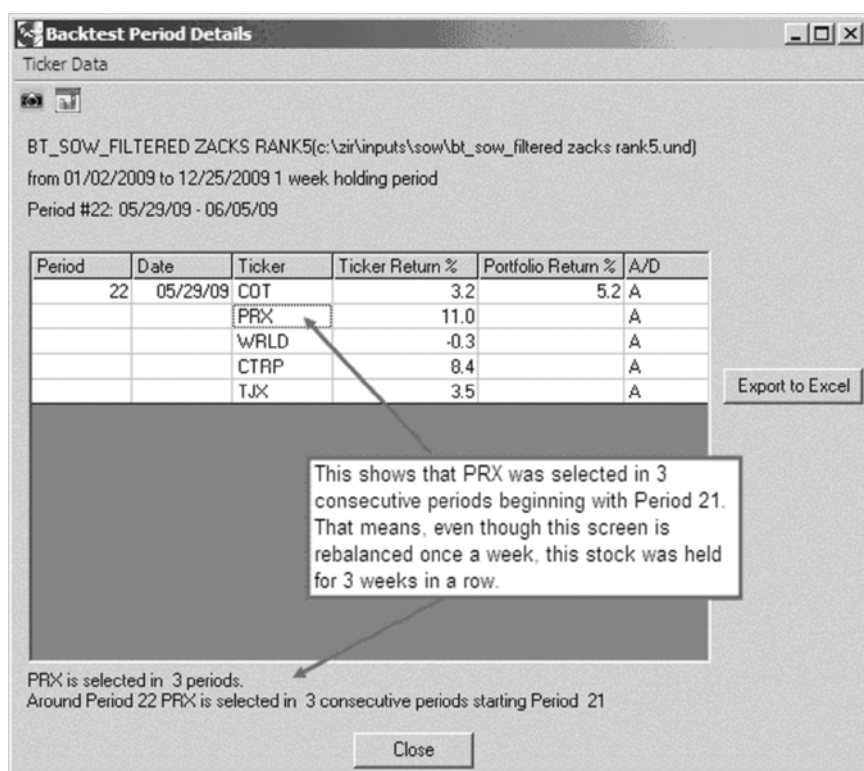 Backtest Period Details
Ticker Data
BT_SOW_FILTERED ZACKS RANK5(c:\zir\inputs\sow\bt_sow_filtered zacks rank5.und)
from 01/02/2009 to 12/25/2009 1 week holding period
Period #22: 05/29/09 - 06/05/09
Period Date Ticker Ticker Return % Portfolio Return % A/D
22 05/29/09 COT 3.2 5.2 A
PRX 11.0 A
WRLD -0.3 A
CTRP 8.4 A
TJX 3.5 A
Export to Excel
This shows that PRX was selected in 3
consecutive periods beginning with Period 21.
That means, even though this screen is
rebalanced once a week, this stock was held
for 3 weeks in a row.
PRX is selected in 3 periods.
Around Period 22 PRX is selected in 3 consecutive periods starting Period 21
Close